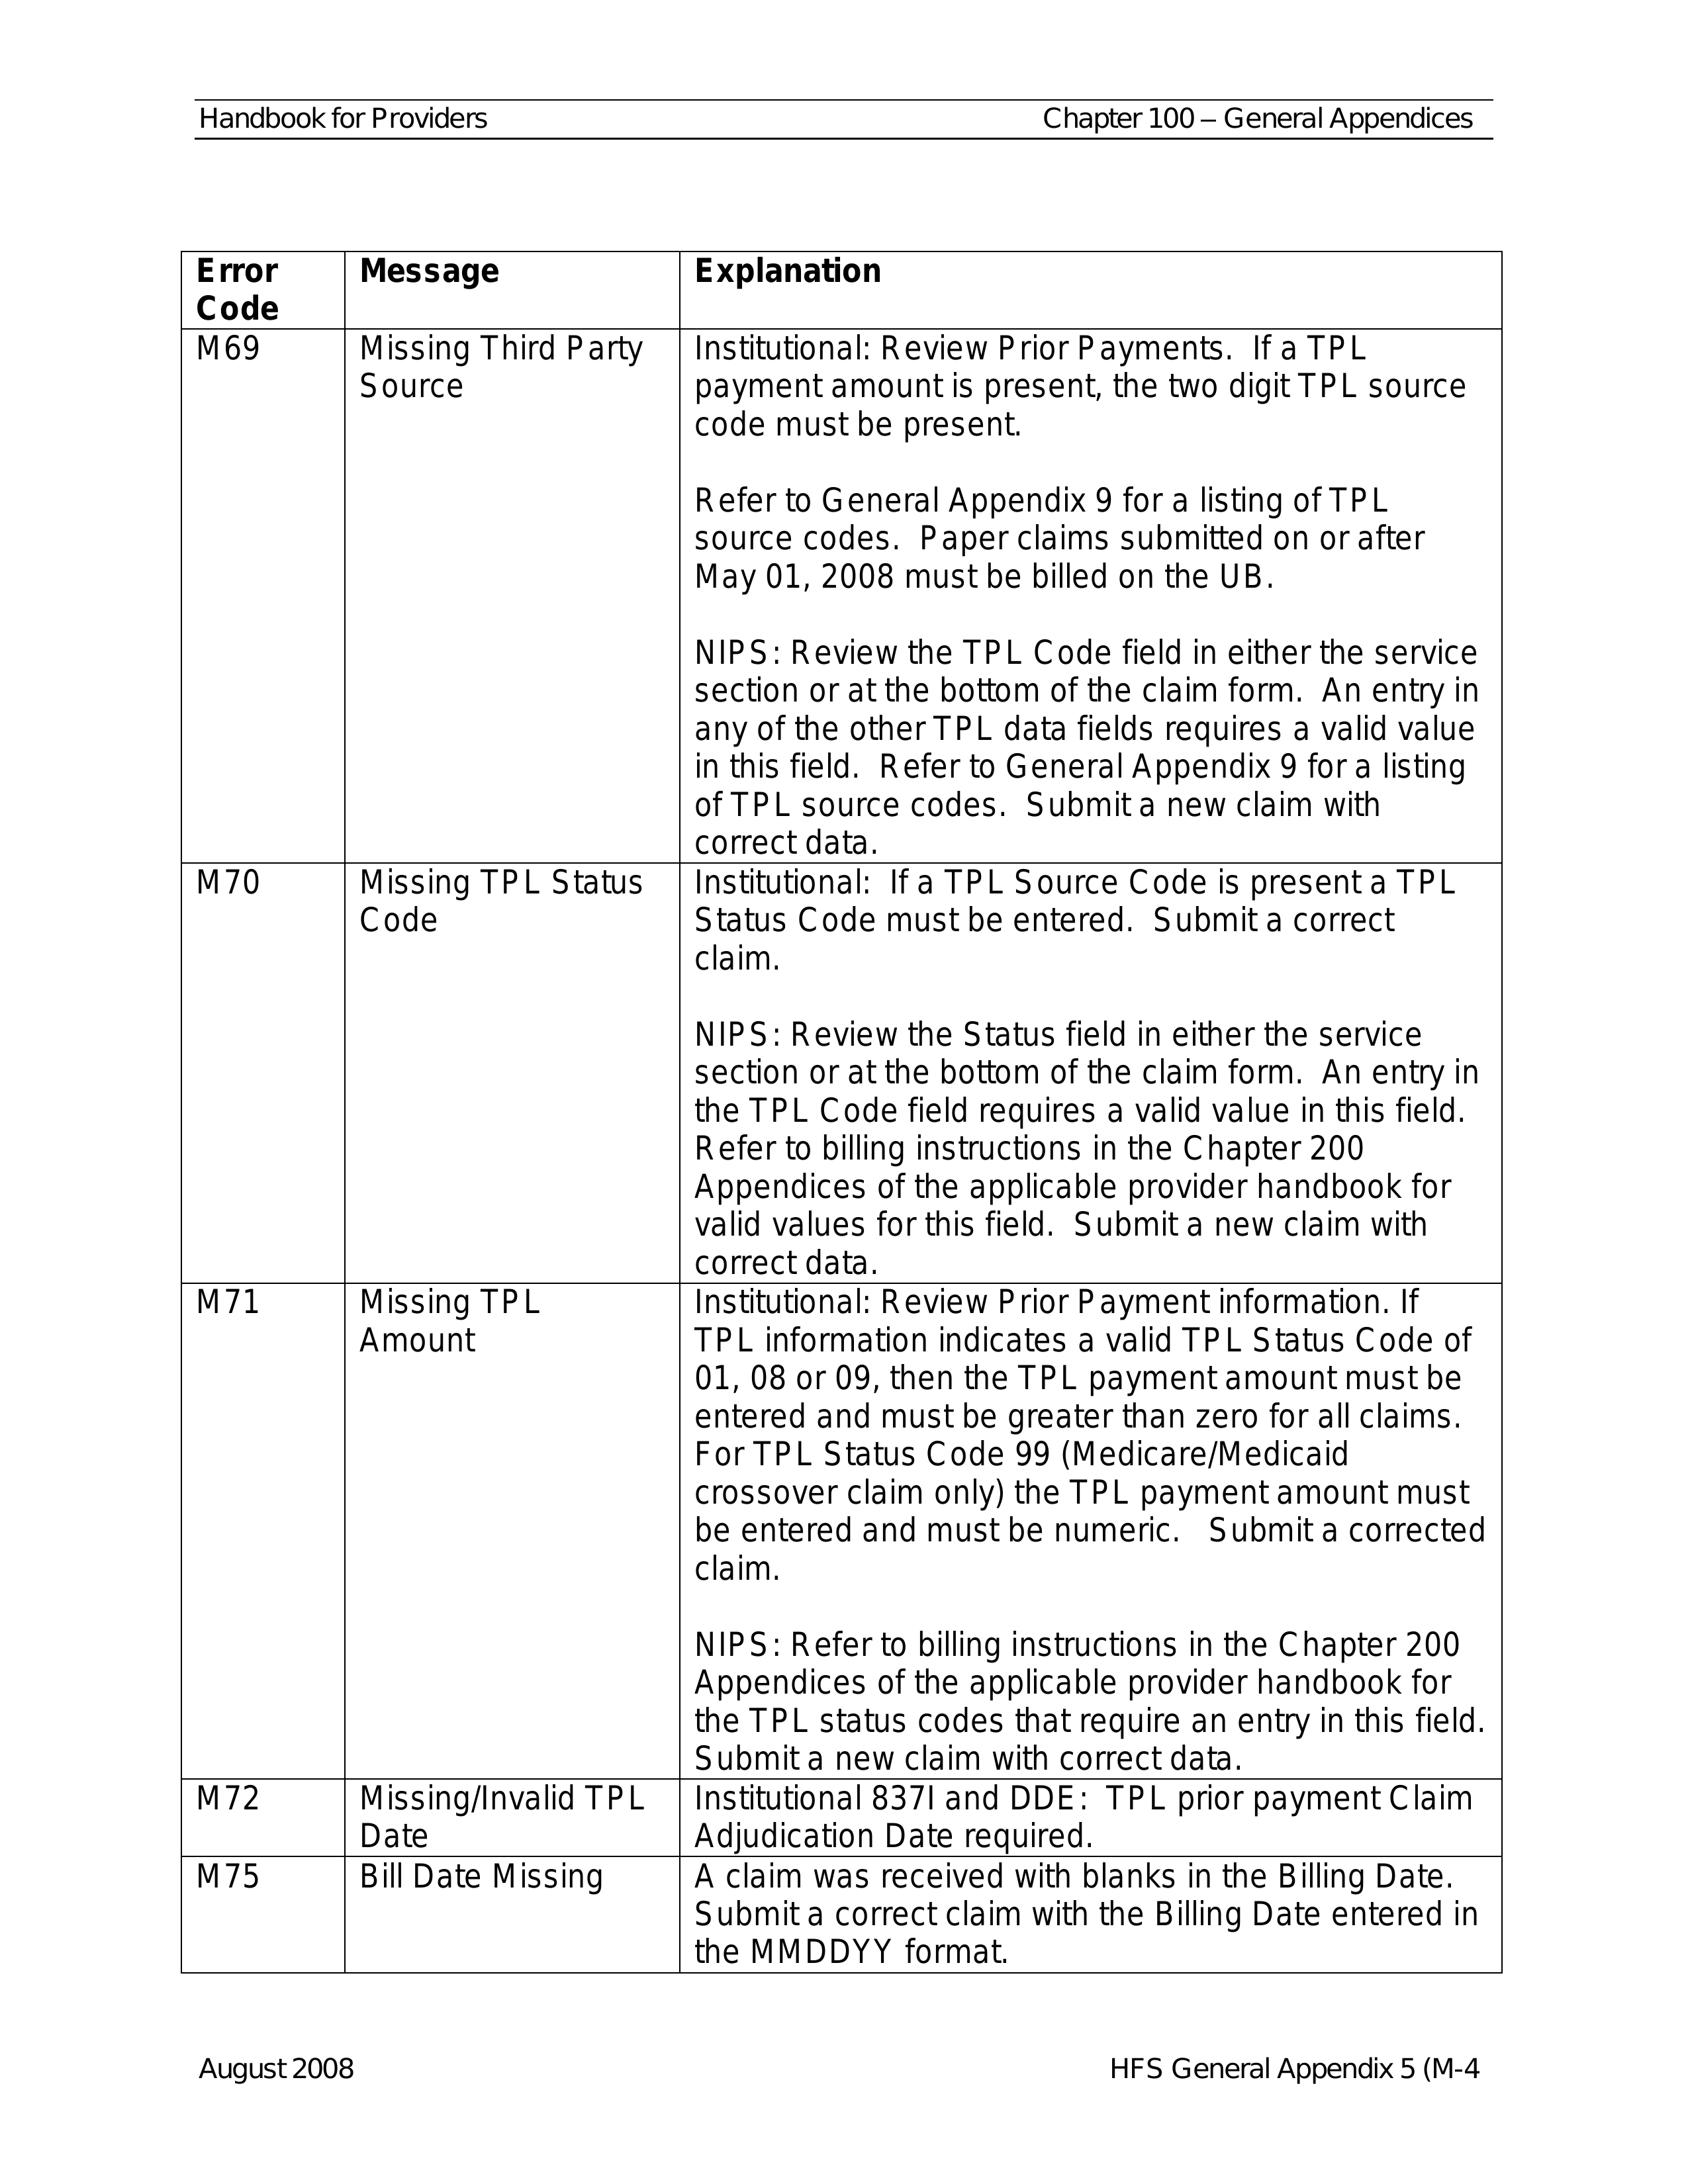 Handbook for Providers Chapter 100 – General Appendices
Error Code Message Explanation
M69 Missing Third Party Source
Institutional: Review Prior Payments.  If a TPL
payment amount is present, the two digit TPL source
code must be present.
Refer to General Appendix 9 for a listing of TPL
source codes.  Paper claims submitted on or after
May 01, 2008 must be billed on the UB.
NIPS: Review the TPL Code field in either the service
section or at the bottom of the claim form.  An entry in
any of the other TPL data fields requires a valid value
in this field.  Refer to General Appendix 9 for a listing
of TPL source codes.  Submit a new claim with
correct data.
M70 Missing TPL Status Code
Institutional:  If a TPL Source Code is present a TPL
Status Code must be entered.  Submit a correct
claim.
NIPS: Review the Status field in either the service
section or at the bottom of the claim form.  An entry in
the TPL Code field requires a valid value in this field.
Refer to billing instructions in the Chapter 200
Appendices of the applicable provider handbook for
valid values for this field.  Submit a new claim with
correct data.
M71 Missing TPL Amount
Institutional: Review Prior Payment information. If
TPL information indicates a valid TPL Status Code of
01, 08 or 09, then the TPL payment amount must be
entered and must be greater than zero for all claims.
For TPL Status Code 99 (Medicare/Medicaid
crossover claim only) the TPL payment amount must
be entered and must be numeric.   Submit a corrected
claim.
NIPS: Refer to billing instructions in the Chapter 200
Appendices of the applicable provider handbook for
the TPL status codes that require an entry in this field.
Submit a new claim with correct data.
M72 Missing/Invalid TPL Date
Institutional 837I and DDE:  TPL prior payment Claim
Adjudication Date required.
M75 Bill Date Missing
A claim was received with blanks in the Billing Date.
Submit a correct claim with the Billing Date entered in
the MMDDYY format.
August 2008 HFS General Appendix 5 (M-4